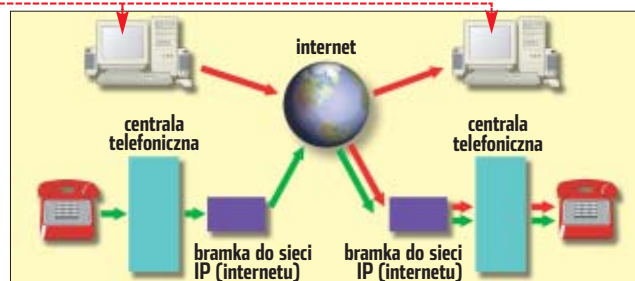 internet
centrala
telefoniczna
centrala
telefoniczna
bramka do sieci
IP (internetu)
bramka do sieci
IP (internetu)